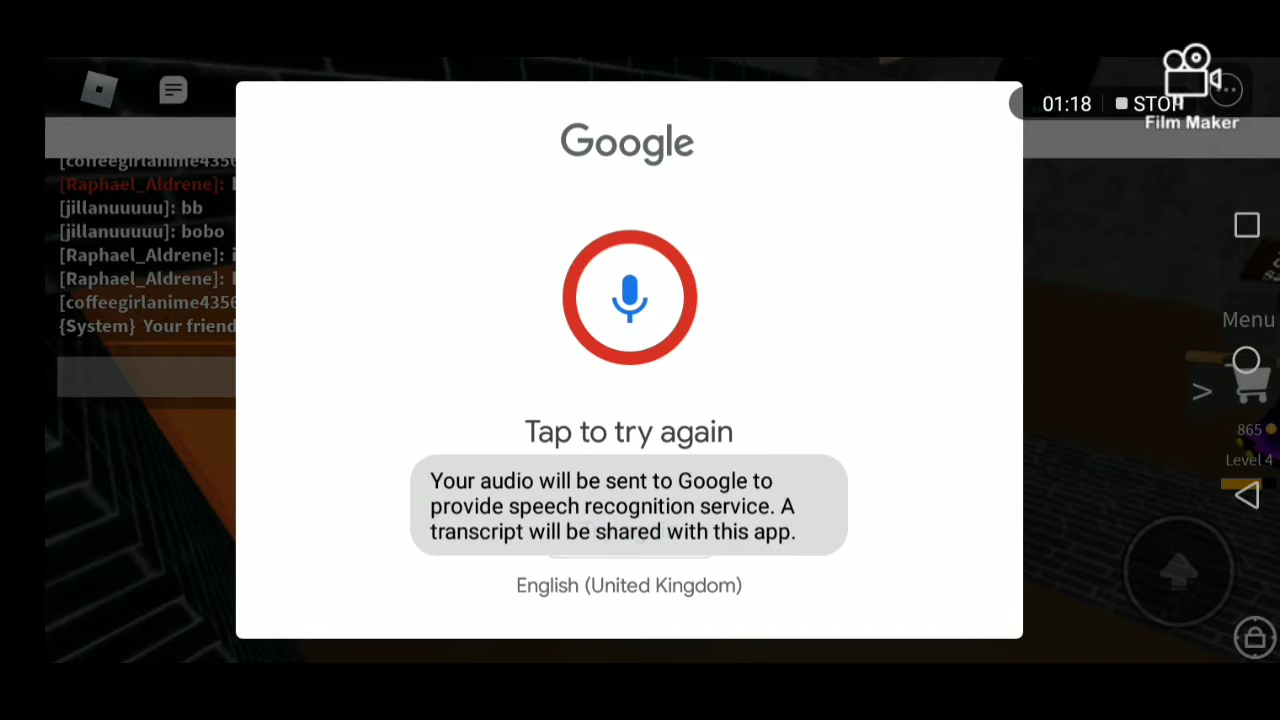 Film Maker
01:18 STOP
Google
[coffeegirlanime4356
[Raphael_Aldrene]:
[jillanuuuuu]: bb
[jillanuuuuu]: bobo
[Raphael_Aldrene]: i
[Raphael_Aldrene]:
[coffeegirlanime4356
{System} Your friend
Menu
>
865
Level 4
Tap to try again
Your audio will be sent to Google to
provide speech recognition service. A
transcript will be shared with this app.
English (United Kingdom)